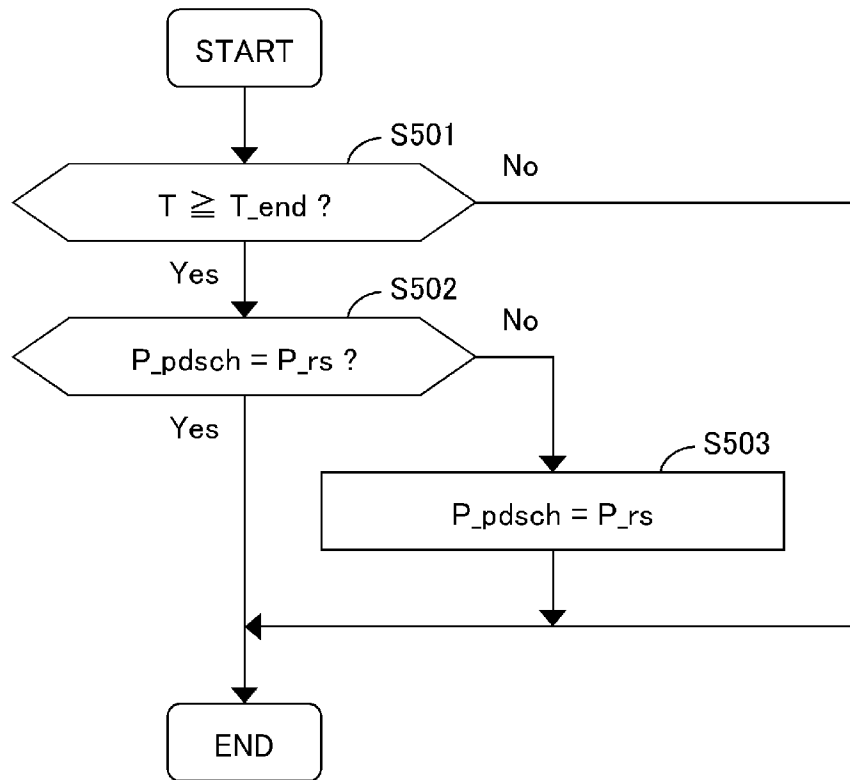 START
S501
T ≧ T_end ?
No
Yes
S502
P_pdsch = P_rs ?
No
Yes
S503
P_pdsch = P_rs
END